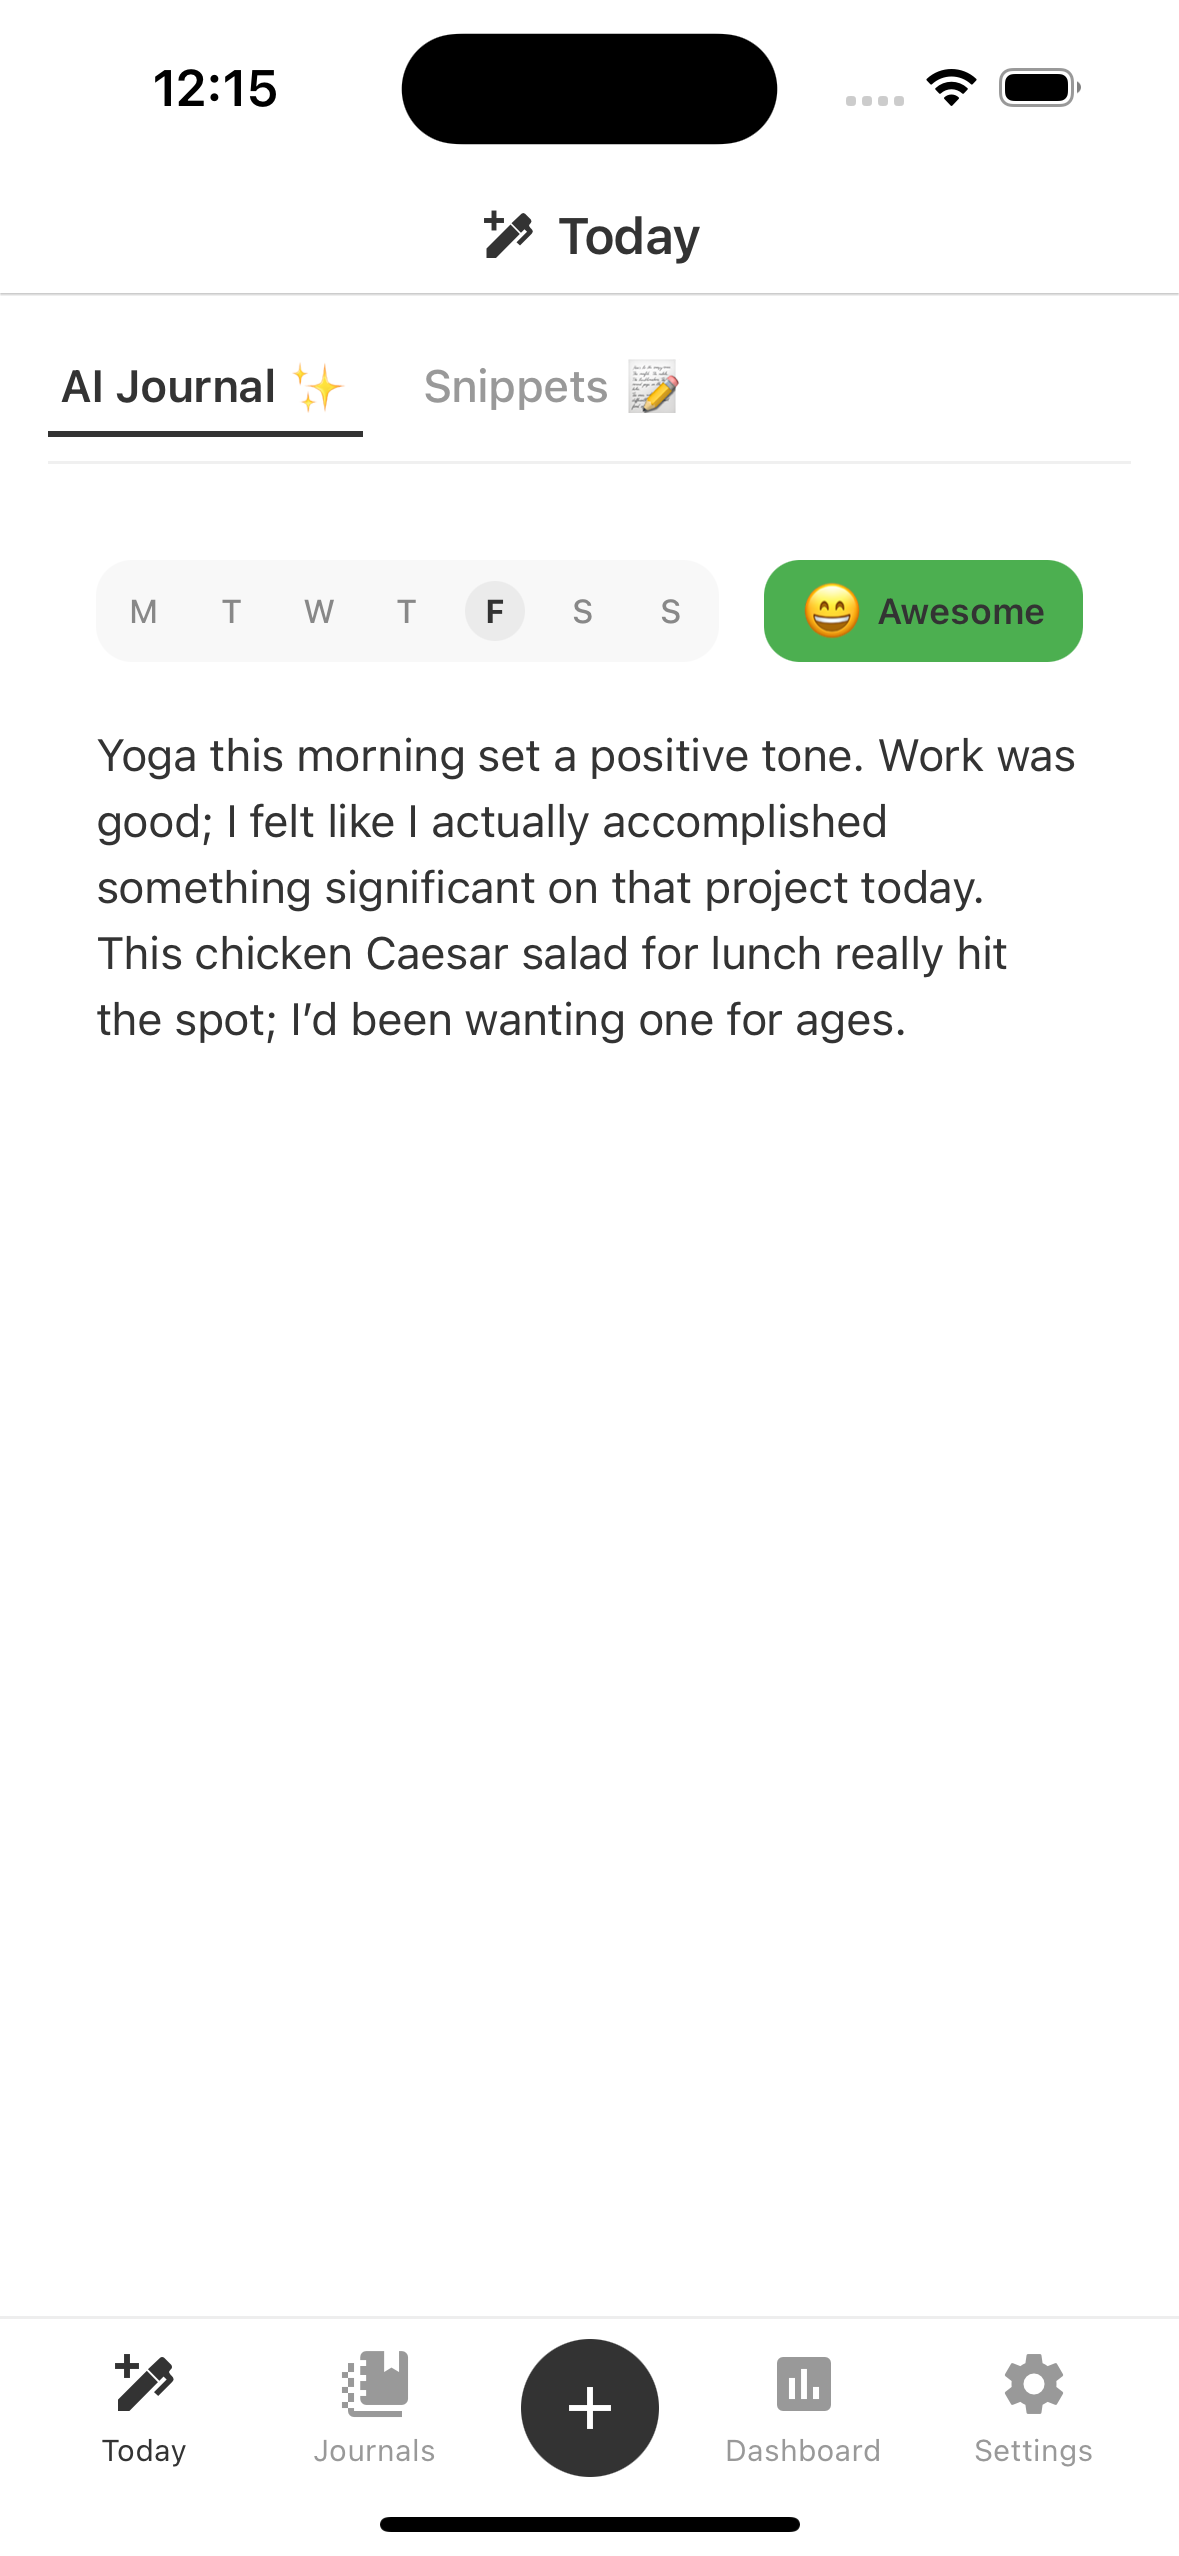 12:15
Today
AI Journal ✨
Snippets 📝
M T W T F S S
😄 Awesome
Yoga this morning set a positive tone. Work was
good; I felt like I actually accomplished
something significant on that project today.
This chicken Caesar salad for lunch really hit
the spot; I’d been wanting one for ages.
Today
Journals
Dashboard
Settings